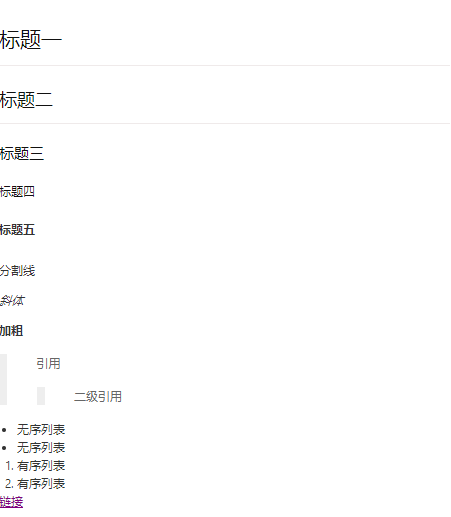 标题一
标题二
标题三
标题四
标题五
分割线
斜体
加粗
引用
二级引用
• 无序列表
• 无序列表
1. 有序列表
2. 有序列表
链接